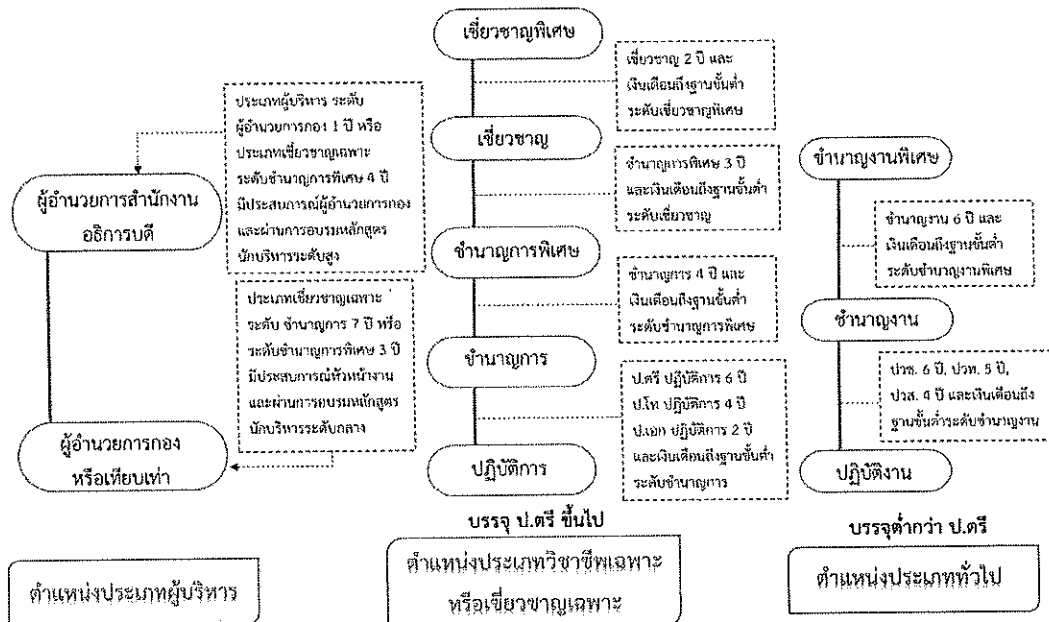 เชี่ยวชาญพิเศษ
เชี่ยวชาญ 2 ปี และ
เงินเดือนถึงฐานขั้นต่ำ
ระดับเชี่ยวชาญพิเศษ
เชี่ยวชาญ
ชำนาญการพิเศษ 3 ปี
และเงินเดือนถึงฐานขั้นต่ำ
ระดับเชี่ยวชาญ
ชำนาญการพิเศษ
ชำนาญการ 4 ปี และ
เงินเดือนถึงฐานขั้นต่ำ
ระดับชำนาญการพิเศษ
ชำนาญการ
ป.ตรี ปฏิบัติการ 6 ปี
ป.โท ปฏิบัติการ 4 ปี
ป.เอก ปฏิบัติการ 2 ปี
และเงินเดือนถึงฐานขั้นต่ำ
ระดับชำนาญการ
ปฏิบัติการ
บรรจุ ป.ตรี ขึ้นไป
ตำแหน่งประเภทวิชาชีพเฉพาะ
หรือเชี่ยวชาญเฉพาะ
ประเภทผู้บริหาร ระดับ
ผู้อำนวยการกอง 1 ปี หรือ
ประเภทเชี่ยวชาญเฉพาะ
ระดับชำนาญการพิเศษ 4 ปี
มีประสบการณ์ผู้อำนวยการกอง
และผ่านการอบรมหลักสูตร
นักบริหารระดับสูง
ผู้อำนวยการสำนักงาน
อธิการบดี
ประเภทเชี่ยวชาญเฉพาะ
ระดับ ชำนาญการ 7 ปี หรือ
ระดับชำนาญการพิเศษ 3 ปี
มีประสบการณ์หัวหน้างาน
และผ่านการอบรมหลักสูตร
นักบริหารระดับกลาง
ผู้อำนวยการกอง
หรือเทียบเท่า
ตำแหน่งประเภทผู้บริหาร
ชำนาญงานพิเศษ
ชำนาญงาน 6 ปี และ
เงินเดือนถึงฐานขั้นต่ำ
ระดับชำนาญงานพิเศษ
ชำนาญงาน
ปวช. 6 ปี, ปวท. 5 ปี,
ปวส. 4 ปี และเงินเดือนถึง
ฐานขั้นต่ำระดับชำนาญงาน
ปฏิบัติงาน
บรรจุต่ำกว่า ป.ตรี
ตำแหน่งประเภททั่วไป